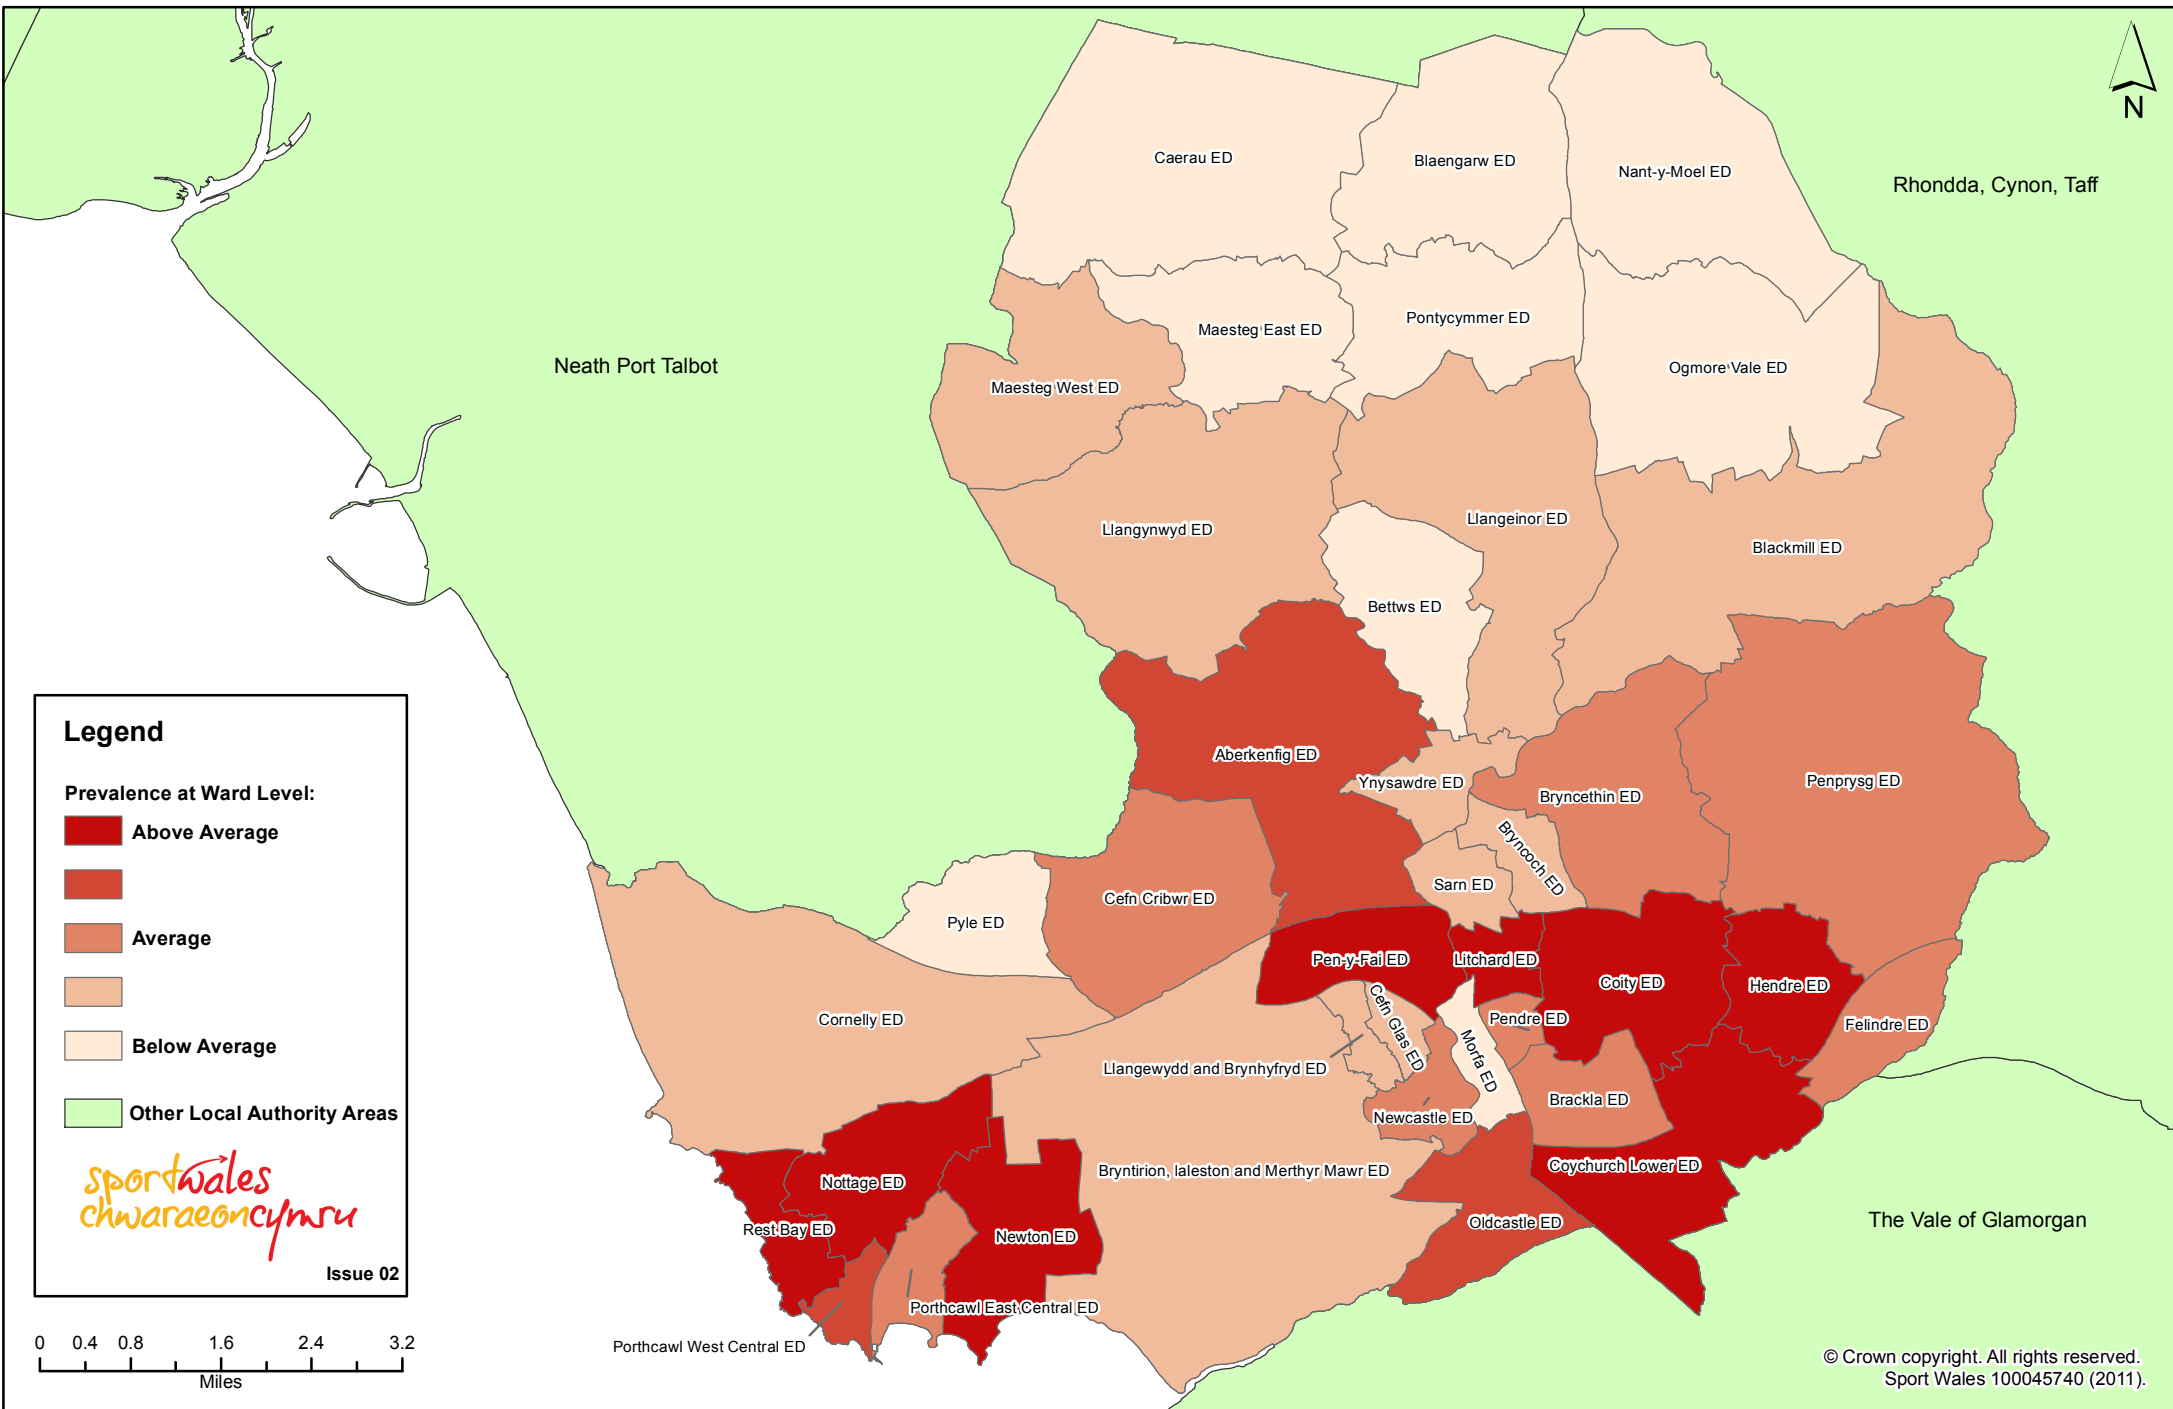 N
Caerau ED
Blaengarw ED
Nant-y-Moel ED
Rhondda, Cynon, Taff
Maesteg East ED
Pontycymmer ED
Neath Port Talbot
Ogmore Vale ED
Maesteg West ED
Llangynwyd ED
Llangeinor ED
Blackmill ED
Bettws ED
Aberkenfig ED
Ynysawdre ED
Bryncethin ED
Penprysg ED
Bryncoch ED
Sarn ED
Cefn Cribwr ED
Pyle ED
Pen-y-Fai ED
Litchard ED
Coity ED
Hendre ED
Cornelly ED
Cefn Glas ED
Pendre ED
Felindre ED
Morfa ED
Llangewydd and Brynhyfryd ED
Brackla ED
Newcastle ED
Bryntirion, laleston and Merthyr Mawr ED
Coychurch Lower ED
Nottage ED
Rest Bay ED
Newton ED
Oldcastle ED
The Vale of Glamorgan
Porthcawl East Central ED
Porthcawl West Central ED
Legend
Prevalence at Ward Level:
Above Average
Average
Below Average
Other Local Authority Areas
sportwales
chwaraeoncymru
Issue 02
0 0.4 0.8 1.6 2.4 3.2
Miles
© Crown copyright. All rights reserved.
Sport Wales 100045740 (2011).